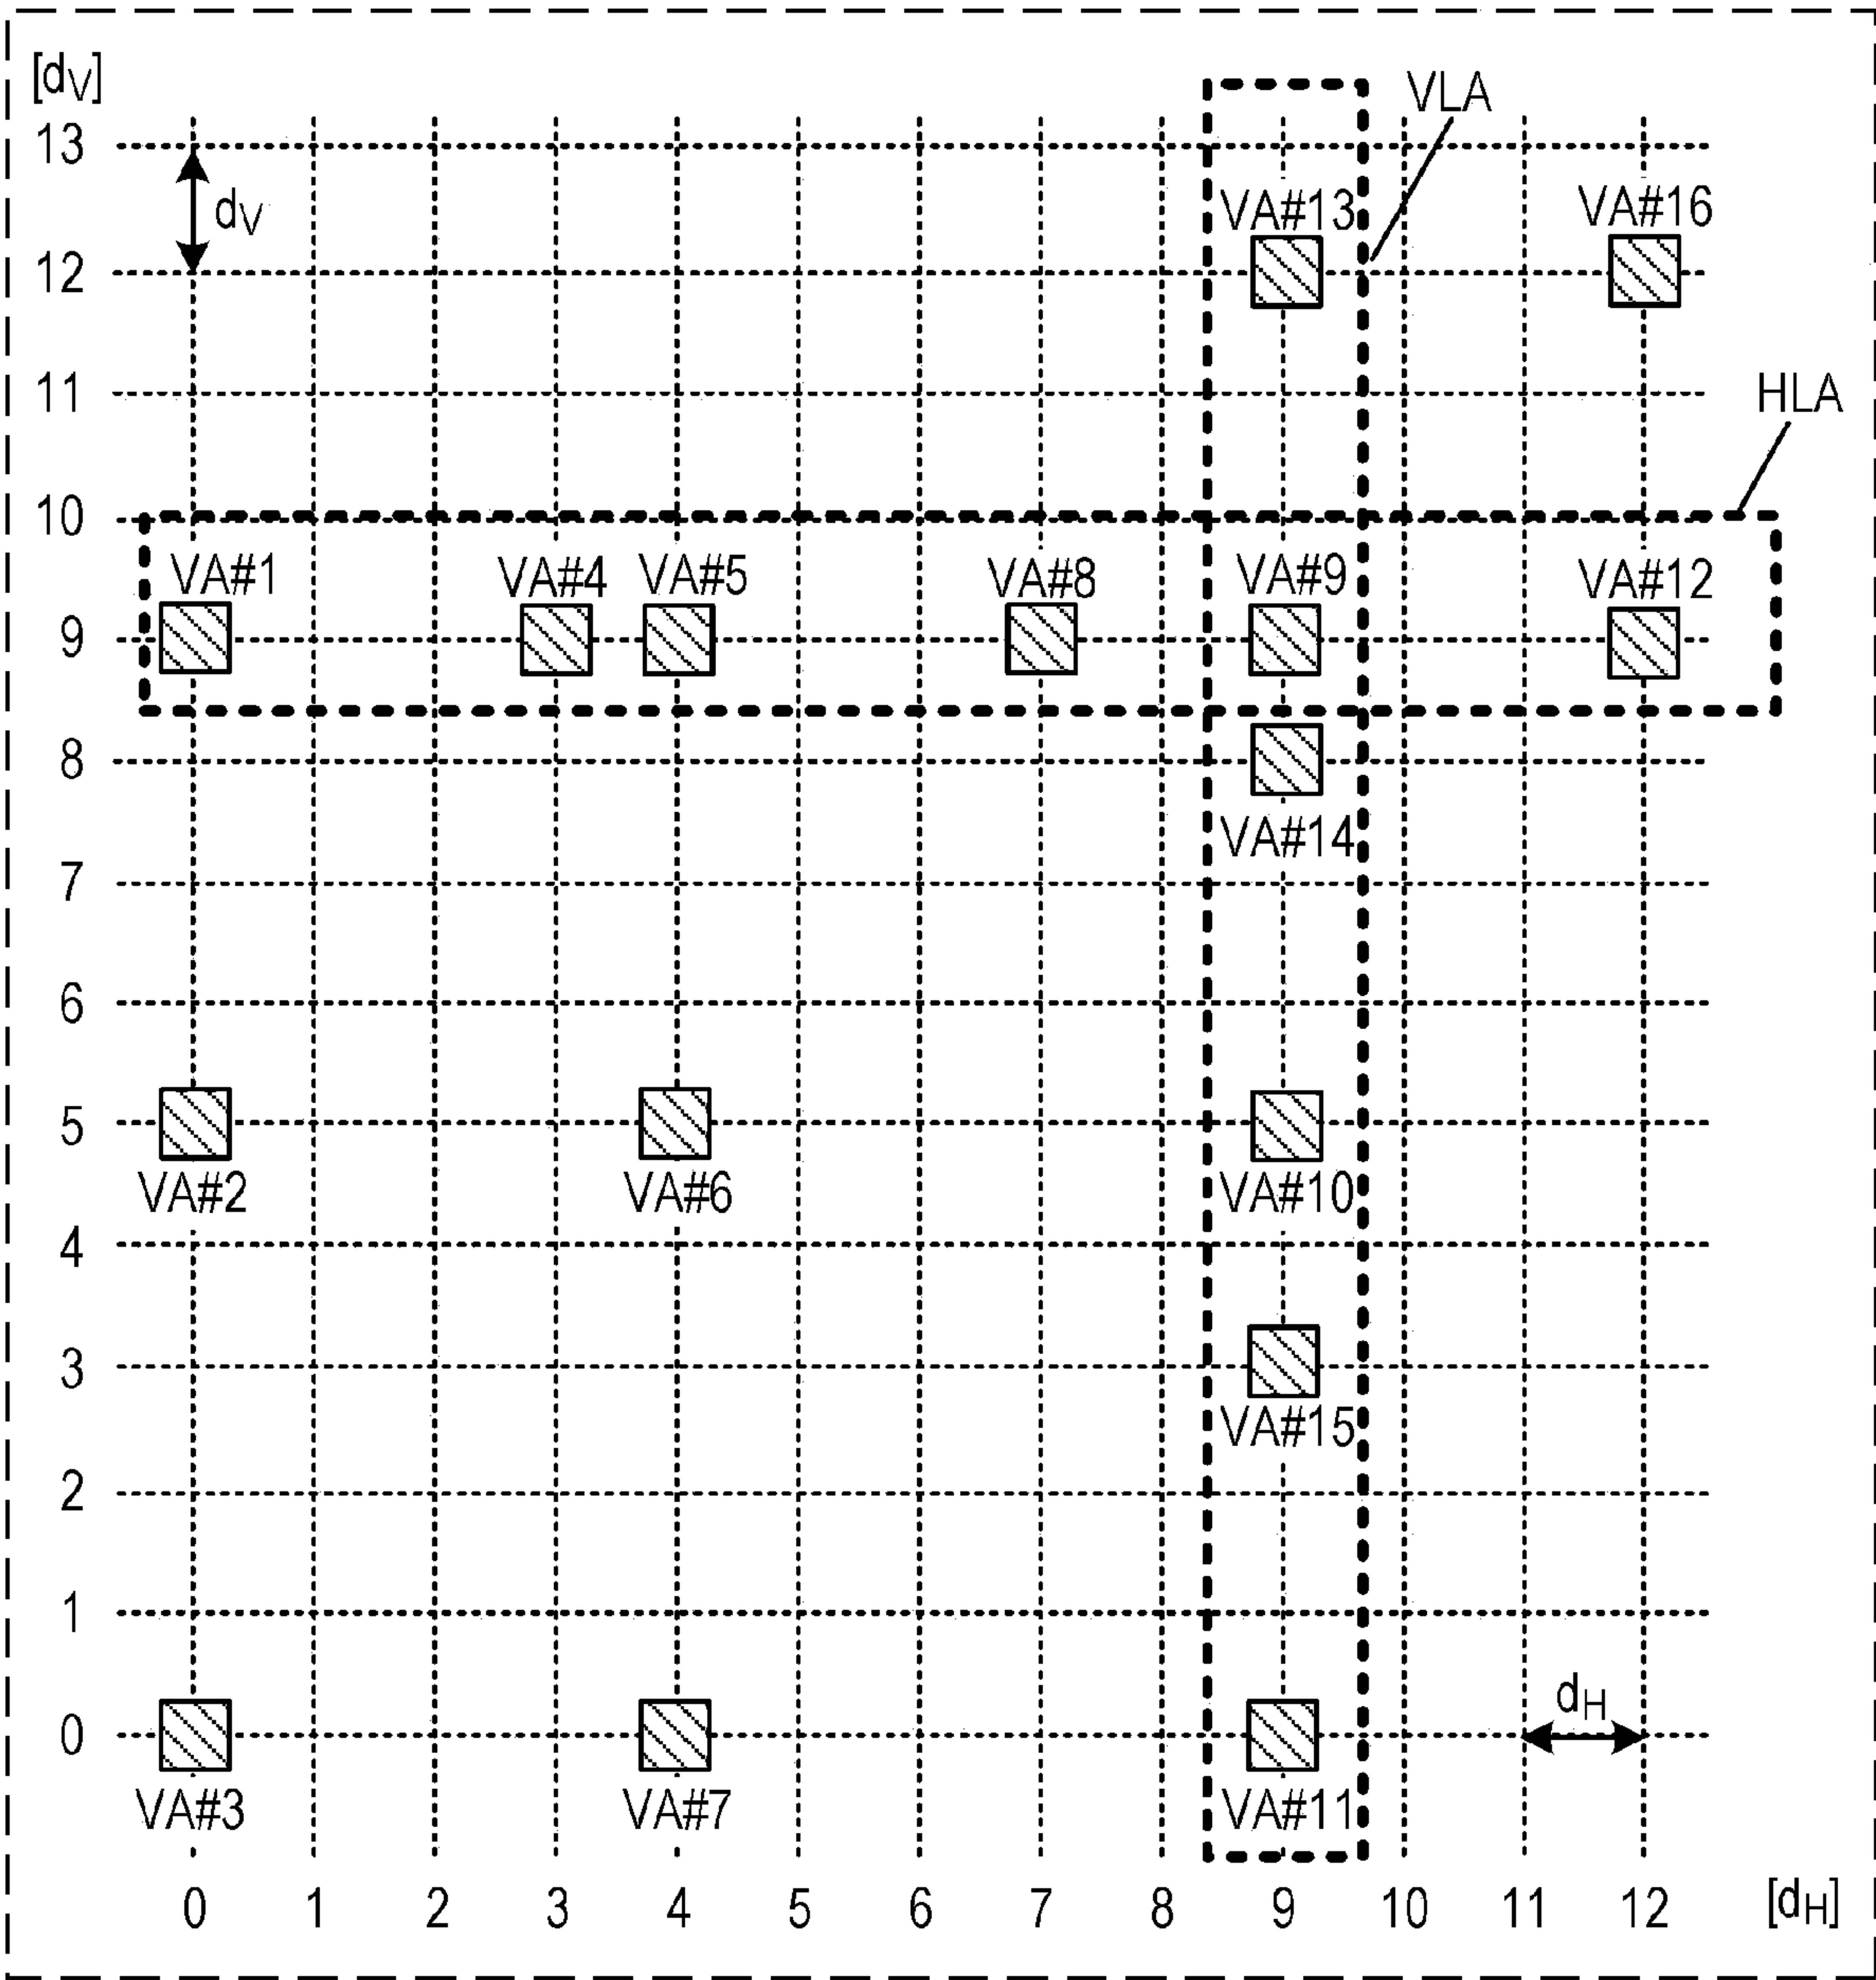 [dV]
VLA
13
dV
VA#13
VA#16
12
11
HLA
10
VA#1
VA#4
VA#5
VA#8
VA#9
VA#12
9
8
VA#14
7
6
5
VA#2
VA#6
VA#10
4
3
VA#15
2
1
dH
0
VA#3
VA#7
VA#11
0 1 2 3 4 5 6 7 8 9 10 11 12 [dH]